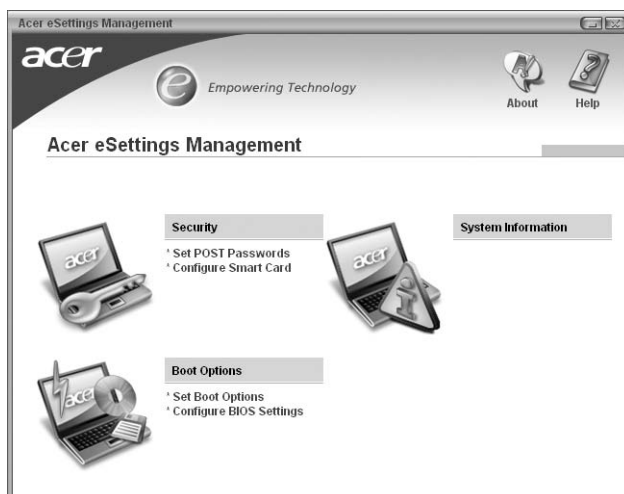 Acer eSettings Management
acer
e Empowering Technology
About
Help
Acer eSettings Management
Security
* Set POST Passwords
* Configure Smart Card
System Information
Boot Options
* Set Boot Options
* Configure BIOS Settings
acer
acer
acer
i